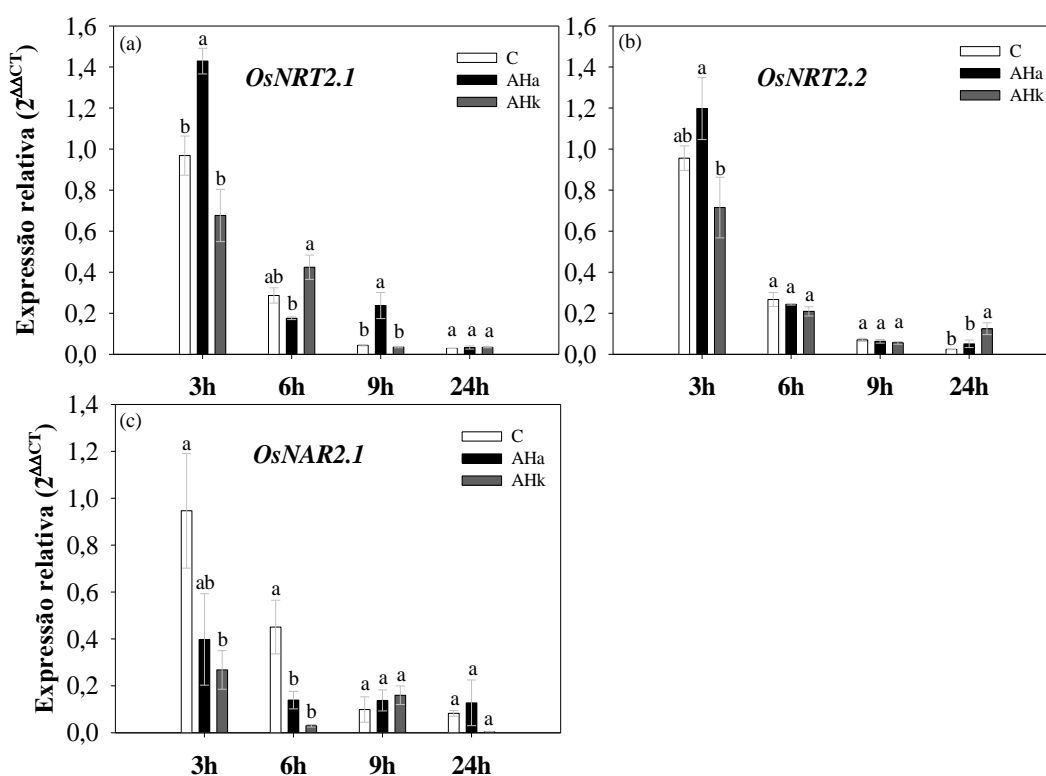 (a)
OsNRT2.1
C
AHa
AHk
Expressão relativa (2^ΔΔCT)
1,6
1,4
1,2
1,0
0,8
0,6
0,4
0,2
0,0
b a b
ab b a
b a b
a a a
3h 6h 9h 24h
(b)
OsNRT2.2
C
AHa
AHk
1,6
1,4
1,2
1,0
0,8
0,6
0,4
0,2
0,0
ab a b
a a a
a a a
b b a
3h 6h 9h 24h
(c)
OsNAR2.1
C
AHa
AHk
Expressão relativa (2^ΔΔCT)
1,4
1,2
1,0
0,8
0,6
0,4
0,2
0,0
a ab b
a b b
a a a
a a a
3h 6h 9h 24h